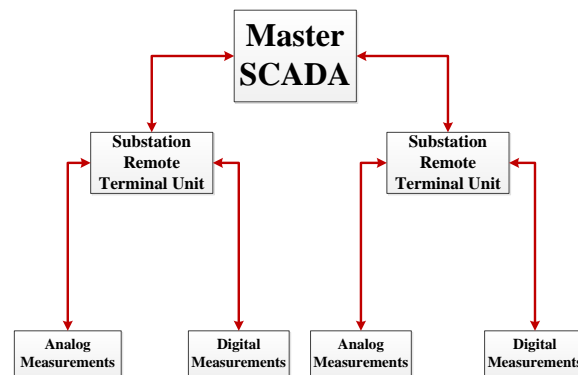 Master
SCADA
Substation
Remote
Terminal Unit
Substation
Remote
Terminal Unit
Analog
Measurements
Digital
Measurements
Analog
Measurements
Digital
Measurements